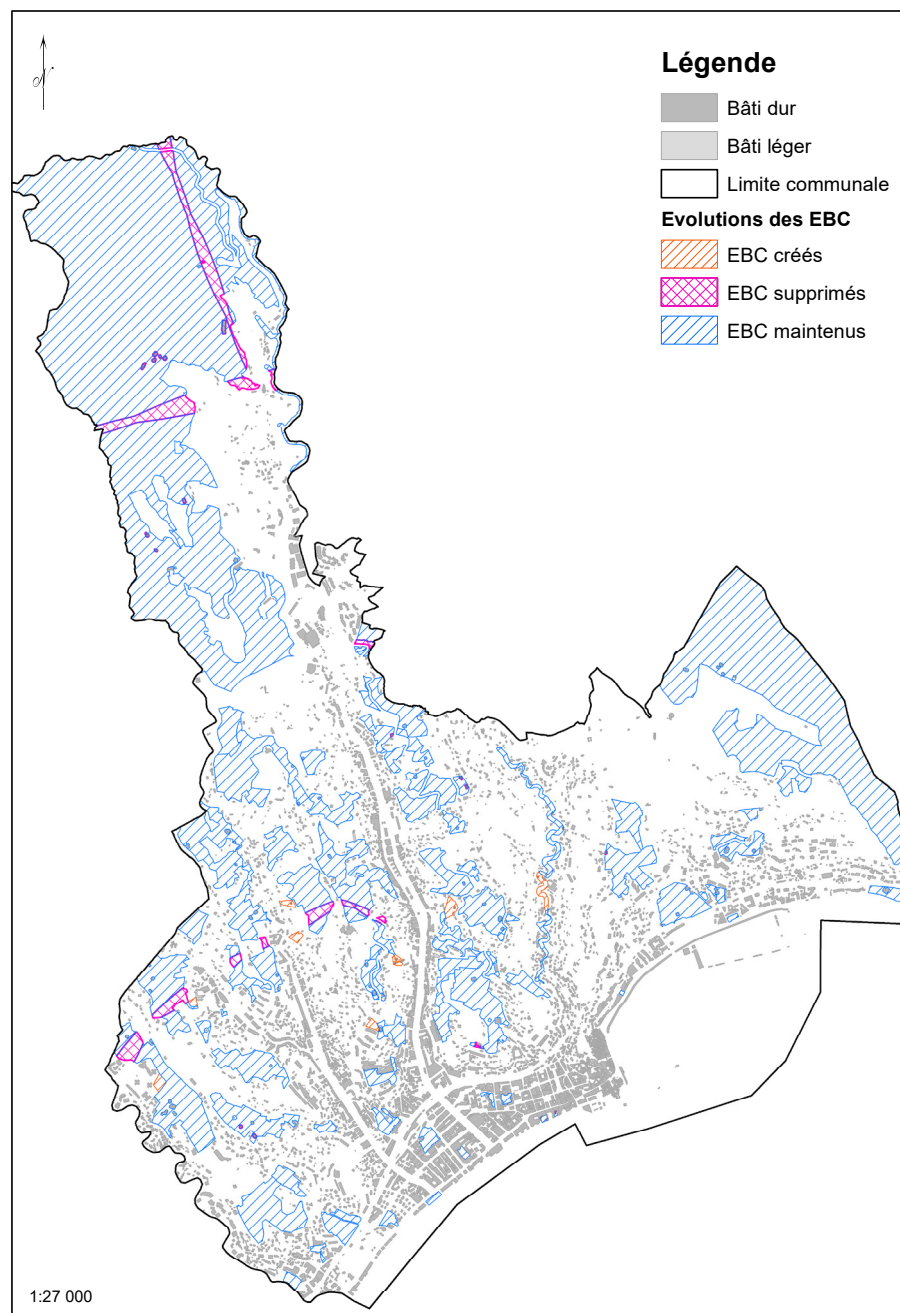 N
Légende
Bâti dur
Bâti léger
Limite communale
Evolutions des EBC
EBC créés
EBC supprimés
EBC maintenus
1:27 000